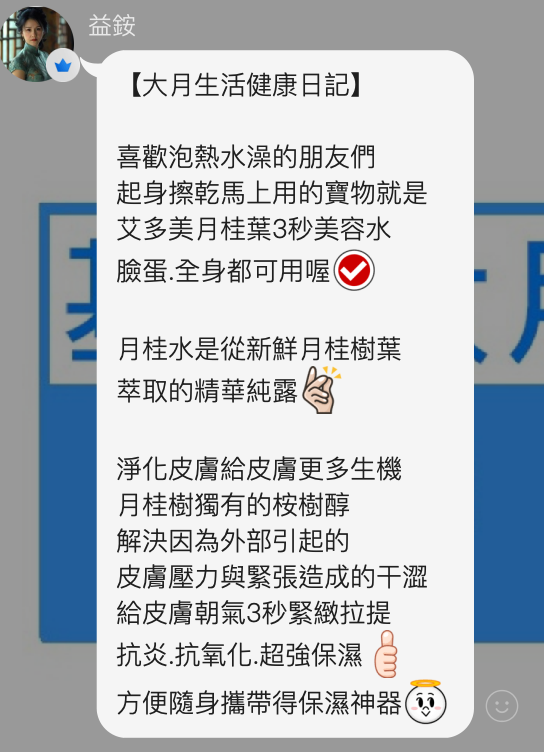 益銨
【大月生活健康日記】
喜歡泡熱水澡的朋友們
起身擦乾馬上用的寶物就是
艾多美月桂葉3秒美容水
臉蛋.全身都可用喔
月桂水是從新鮮月桂樹葉
萃取的精華純露
淨化皮膚給皮膚更多生機
月桂樹獨有的桉樹醇
解決因為外部引起的
皮膚壓力與緊張造成的干澀
給皮膚朝氣3秒緊緻拉提
抗炎.抗氧化.超強保濕
方便隨身攜帶得保濕神器